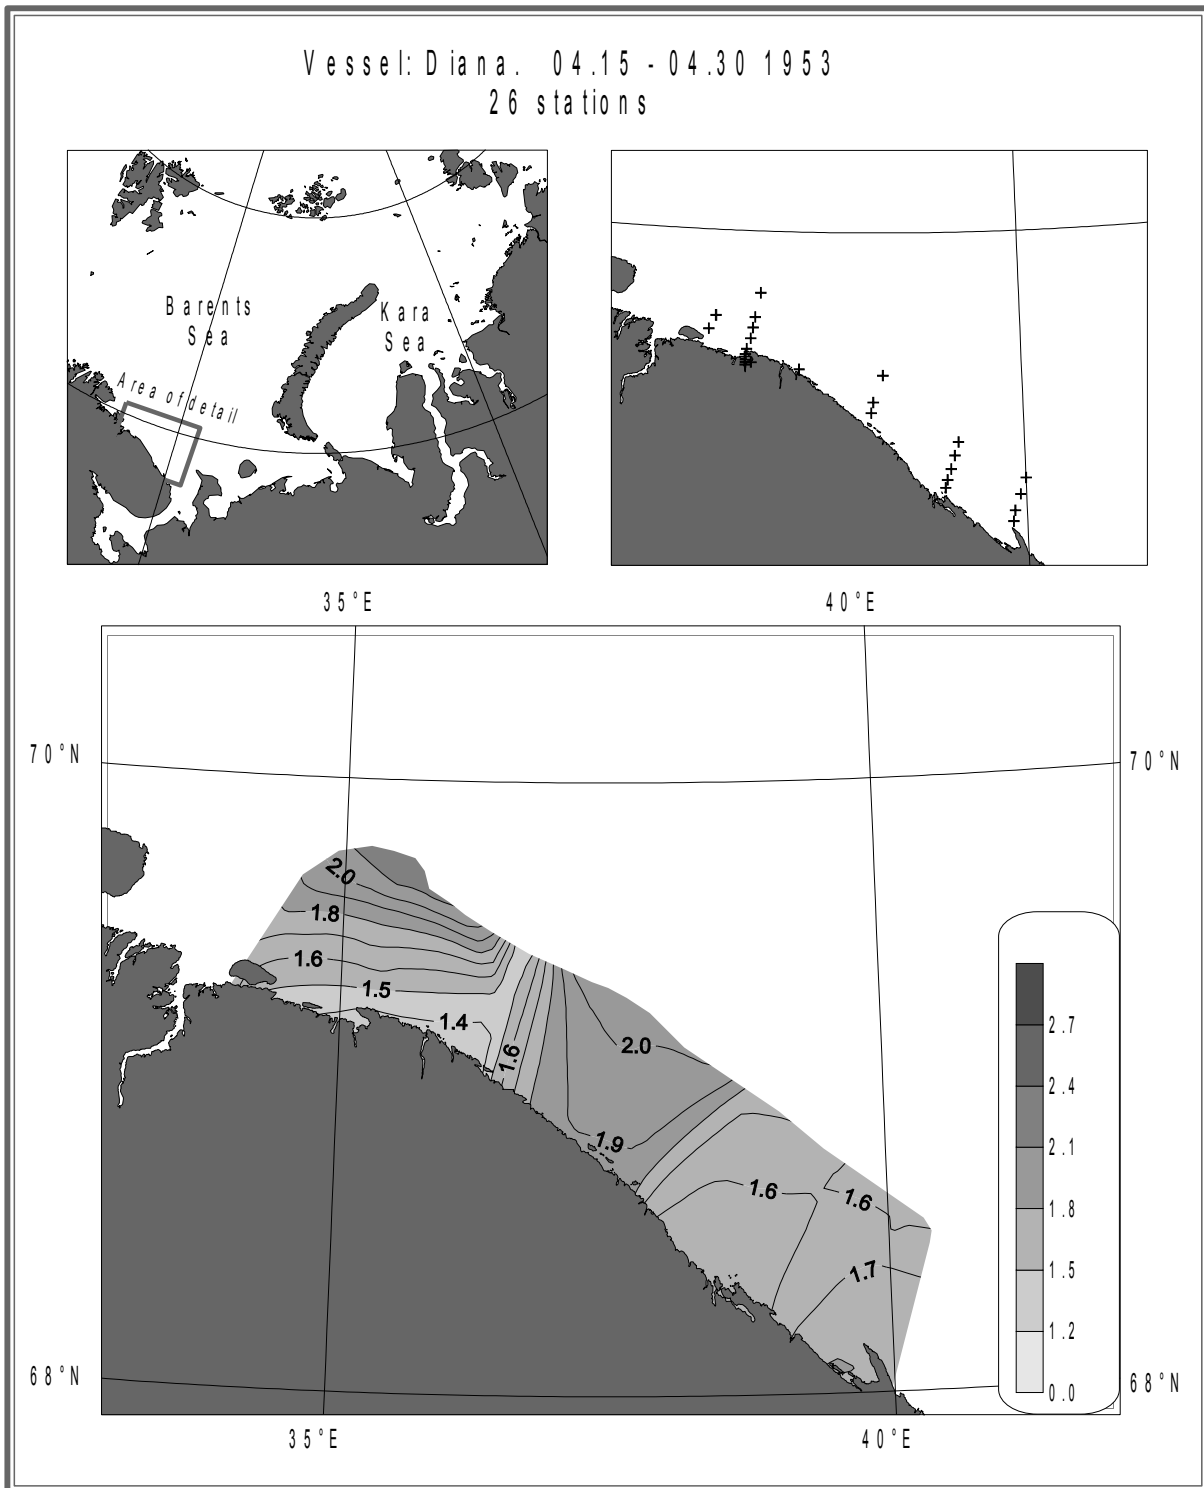 Vessel: Diana. 04.15 - 04.30 1953
26 stations
Barents
Sea
Kara
Sea
Area of detail
35°E
40°E
70°N
70°N
2.0
1.8
1.6
1.5
1.4
1.6
2.0
1.9
1.6
1.6
1.7
2.7
2.4
2.1
1.8
1.5
1.2
0.0
68°N
68°N
35°E
40°E